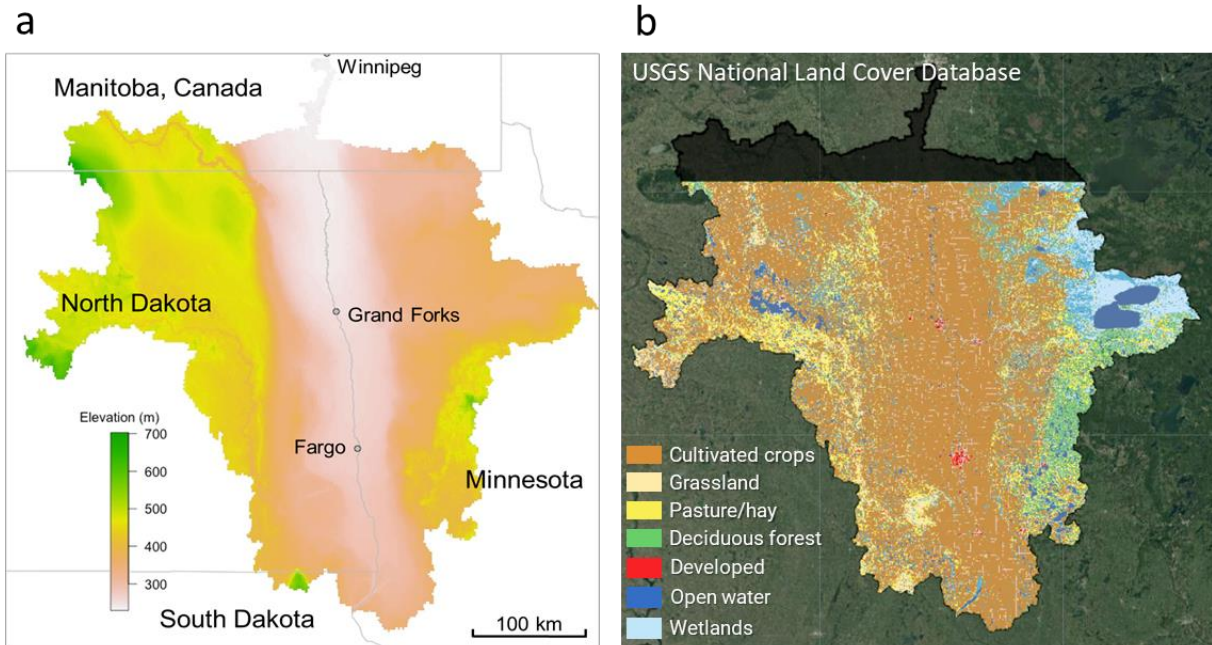 a
Winnipeg
Manitoba, Canada
North Dakota
Grand Forks
Elevation (m)
700
600
500
400
300
Fargo
Minnesota
South Dakota
100 km
b
USGS National Land Cover Database
Cultivated crops
Grassland
Pasture/hay
Deciduous forest
Developed
Open water
Wetlands